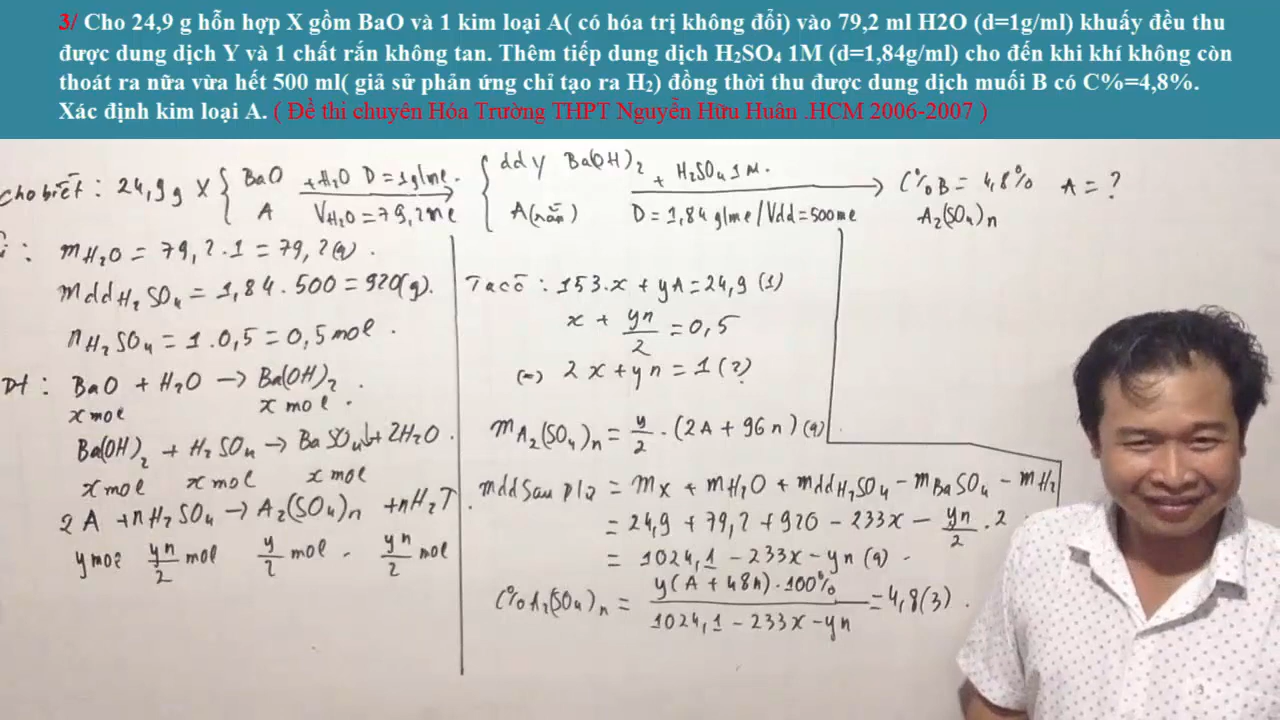 3/ Cho 24,9 g hỗn hợp X gồm BaO và 1 kim loại A( có hóa trị không đổi) vào 79,2 ml H2O (d=1g/ml) khuấy đều thu
được dung dịch Y và 1 chất rắn không tan. Thêm tiếp dung dịch H₂SO₄ 1M (d=1,84g/ml) cho đến khi khí không còn
thoát ra nữa vừa hết 500 ml( giả sử phản ứng chỉ tạo ra H₂) đồng thời thu được dung dịch muối B có C%=4,8%.
Xác định kim loại A. ( Đề thi chuyên Hóa Trường THPT Nguyễn Hữu Huân .HCM 2006-2007 )
Cho biết : 24,9 g X { BaO A +H₂O D = 1g/ml. V H₂O = 79,2ml { dd Y Ba(OH)₂ A(rắn) + H₂SO₄ 1M. D = 1,84 g/ml / Vdd = 500ml C% B = 4,8% A₂(SO₄)n A = ?
m H₂O = 79,2 . 1 = 79,2 (g) .
mdd H₂SO₄ = 1,84 . 500 = 920(g).
n H₂SO₄ = 1 . 0,5 = 0,5 mol .
Pt : BaO + H₂O → Ba(OH)₂ .
x mol x mol .
Ba(OH)₂ + H₂SO₄ → BaSO₄↓ + 2H₂O .
x mol x mol x mol
2A + nH₂SO₄ → A₂(SO₄)n + nH₂↑ .
y mol yn/2 mol y/2 mol . yn/2 mol
Ta có : 153.x + yA = 24,9 (1)
x + yn/2 = 0,5
(=) 2x + yn = 1 (2)
m A₂(SO₄)n = y/2 . (2A + 96n) (g)
mdd sau pứ = mX + m H₂O + mdd H₂SO₄ - m BaSO₄ - m H₂
= 24,9 + 79,2 + 920 - 233x - yn/2 . 2
= 1024,1 - 233x - yn (g) .
C% A₂(SO₄)n = y(A + 48n) . 100% / 1024,1 - 233x - yn = 4,8 (3) .